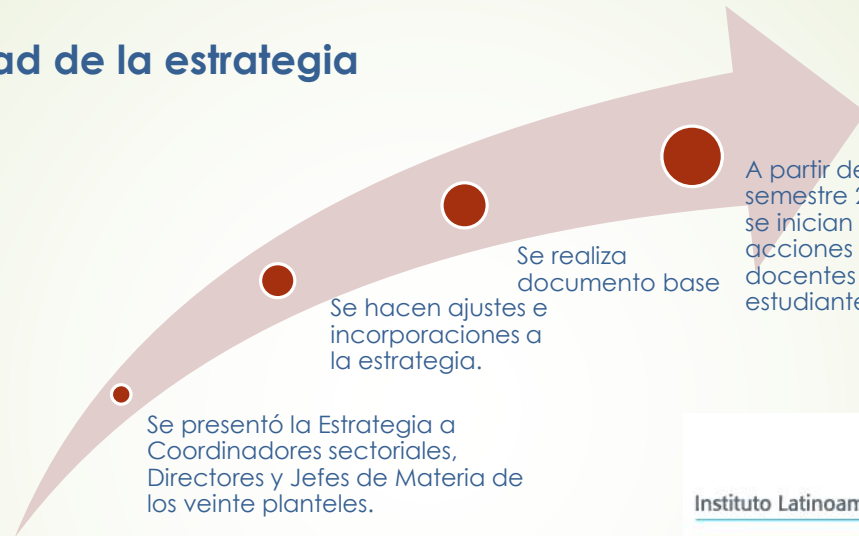 ad de la estrategia
A partir de
semestre 2
se inician
acciones
docentes
estudiante
Se realiza
documento base
Se hacen ajustes e
incorporaciones a
la estrategia.
Se presentó la Estrategia a
Coordinadores sectoriales,
Directores y Jefes de Materia de
los veinte planteles.
Instituto Latinoam